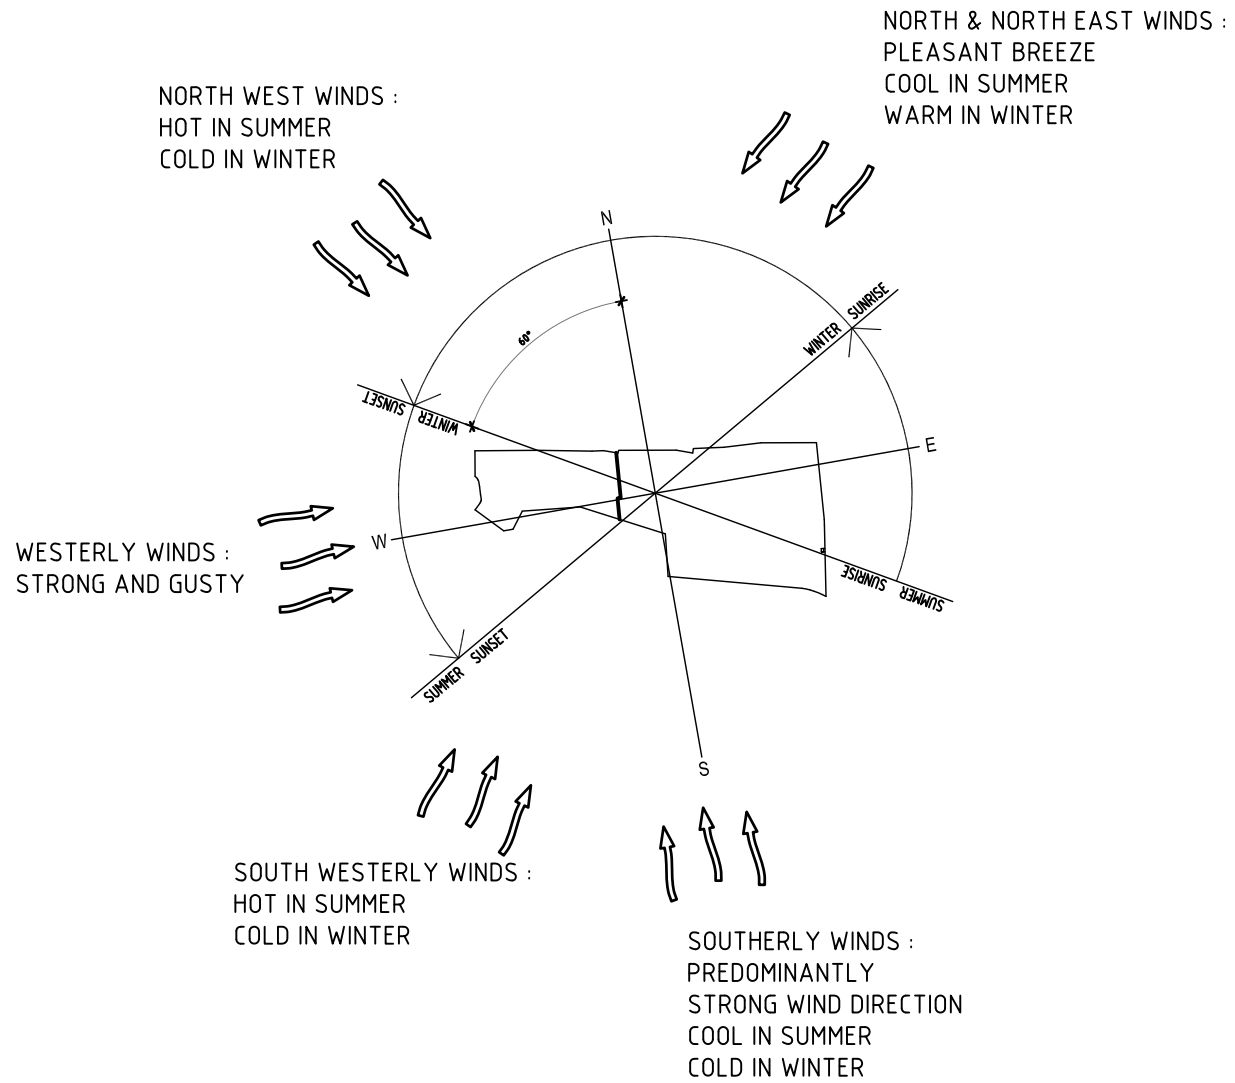 NORTH & NORTH EAST WINDS :
PLEASANT BREEZE
COOL IN SUMMER
WARM IN WINTER
NORTH WEST WINDS :
HOT IN SUMMER
COLD IN WINTER
N
WINTER SUNRISE
60°
WINTER SUNSET
E
W
WESTERLY WINDS :
STRONG AND GUSTY
SUMMER SUNRISE
SUMMER SUNSET
S
SOUTH WESTERLY WINDS :
HOT IN SUMMER
COLD IN WINTER
SOUTHERLY WINDS :
PREDOMINANTLY
STRONG WIND DIRECTION
COOL IN SUMMER
COLD IN WINTER